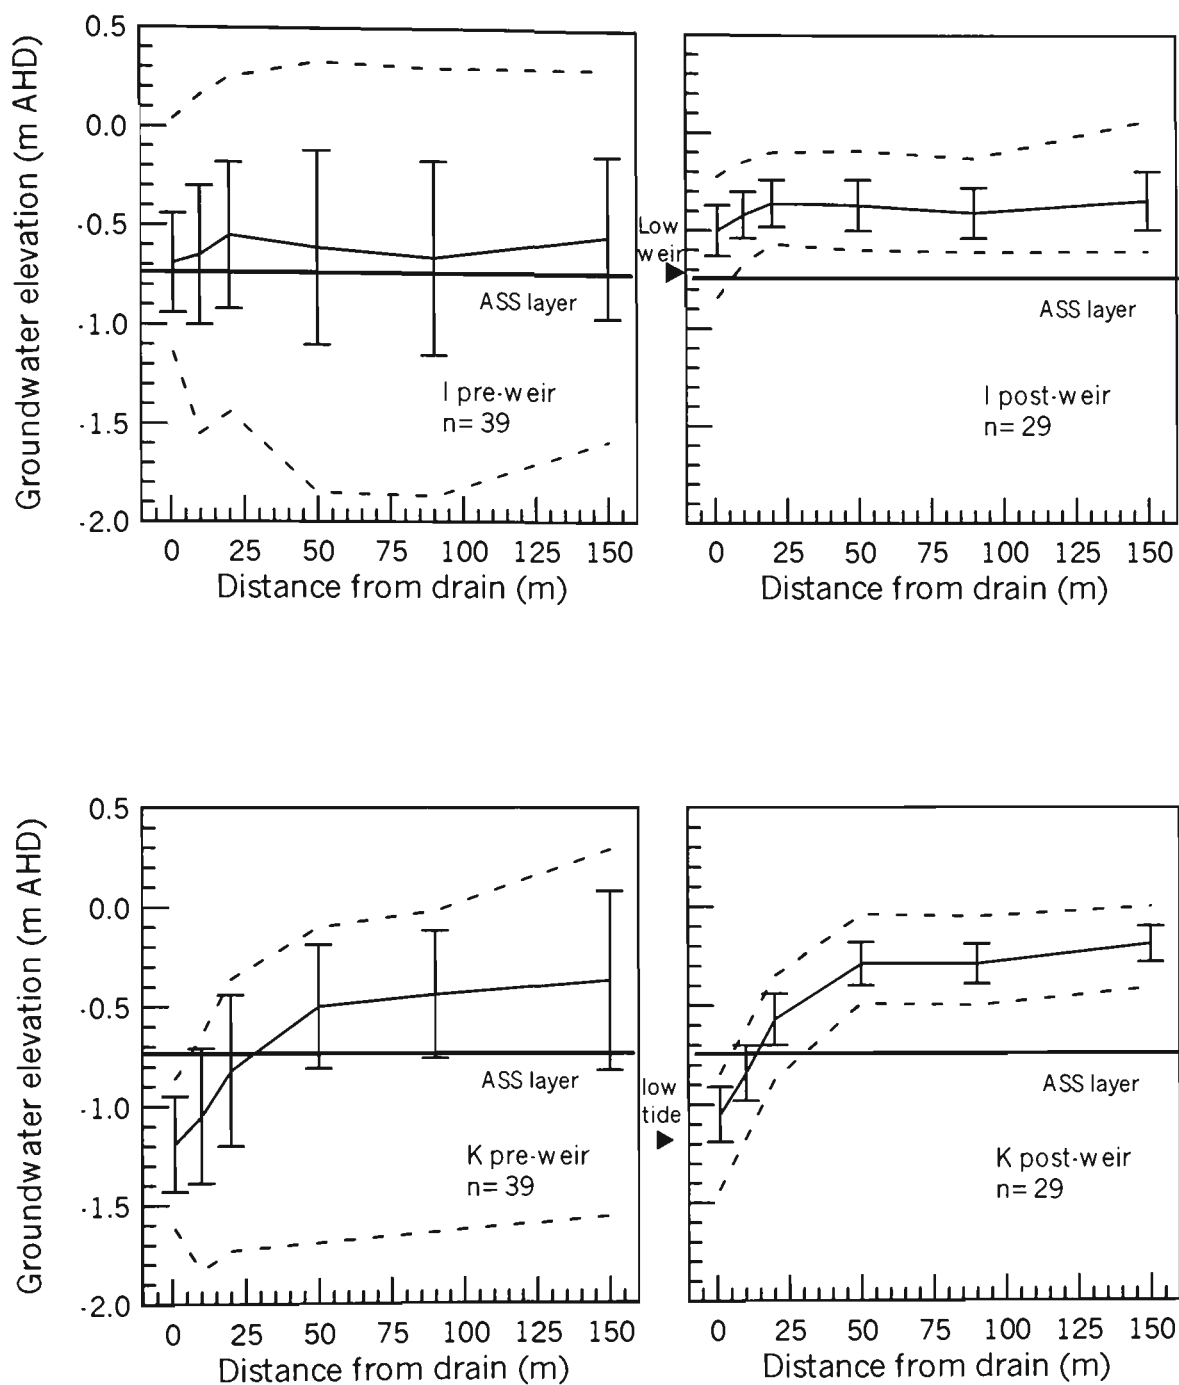 Groundwater elevation (m AHD)
0.5
0.0
-0.5
-1.0
-1.5
-2.0
ASS layer
I pre-weir
n= 39
0 25 50 75 100 125 150
Distance from drain (m)
Low
weir
ASS layer
I post-weir
n= 29
0 25 50 75 100 125 150
Distance from drain (m)
Groundwater elevation (m AHD)
0.5
0.0
-0.5
-1.0
-1.5
-2.0
ASS layer
K pre-weir
n= 39
0 25 50 75 100 125 150
Distance from drain (m)
low
tide
ASS layer
K post-weir
n= 29
0 25 50 75 100 125 150
Distance from drain (m)